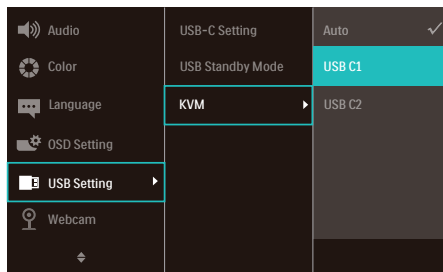 Audio
Color
Language
OSD Setting
USB Setting
Webcam
USB-C Setting
USB Standby Mode
KVM
Auto
USB C1
USB C2